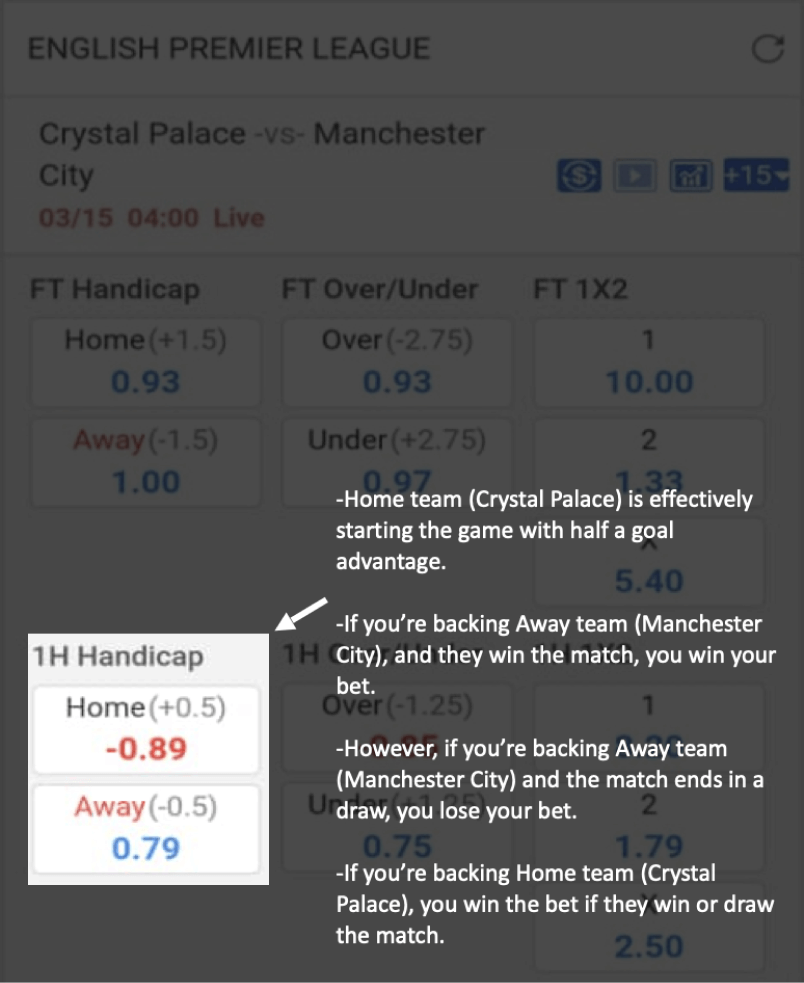 ENGLISH PREMIER LEAGUE
Crystal Palace -vs- Manchester
City
+15
03/15 04:00 Live
FT Handicap
Home(+1.5)
0.93
Away(-1.5)
1.00
FT Over/Under
Over(-2.75)
0.93
Under(+2.75)
0.97
FT 1X2
1
10.00
2
1.33
X
5.40
1H Handicap
Home(+0.5)
-0.89
Away(-0.5)
0.79
1H Over/Under
Over(-1.25)
Under(+1.25)
0.75
1
2
1.79
X
2.50
-Home team (Crystal Palace) is effectively
starting the game with half a goal
advantage.
-If you’re backing Away team (Manchester
City), and they win the match, you win your
bet.
-However, if you’re backing Away team
(Manchester City) and the match ends in a
draw, you lose your bet.
-If you’re backing Home team (Crystal
Palace), you win the bet if they win or draw
the match.